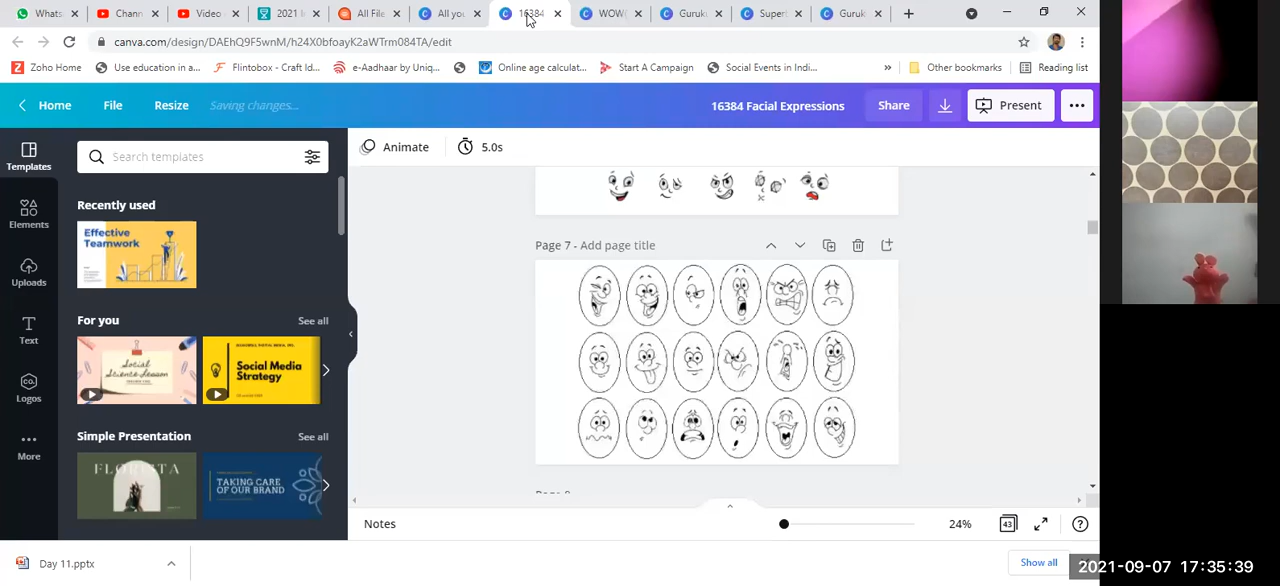 Whats
Chann
Video
2021 I
All File
All you
16384
WOW
Guruk
Supert
Guruk
canva.com/design/DAEhQ9F5wnM/h24X0bfoayK2aWTrm084TA/edit
Zoho Home
Use education in a...
Flintobox - Craft Id...
e-Aadhaar by Uniq...
Online age calculat...
Start A Campaign
Social Events in Indi...
»
Other bookmarks
Reading list
Home
File
Resize
Saving changes...
16384 Facial Expressions
Share
Present
Templates
Search templates
Animate
5.0s
Recently used
Effective
Teamwork
Elements
Uploads
Text
Logos
More
For you
See all
Social
Science Lesson
Social Media
Strategy
Simple Presentation
See all
FLORISTA
TAKING CARE
OF OUR BRAND
Page 7 - Add page title
Notes
24%
43
Day 11.pptx
Show all
2021-09-07 17:35:39